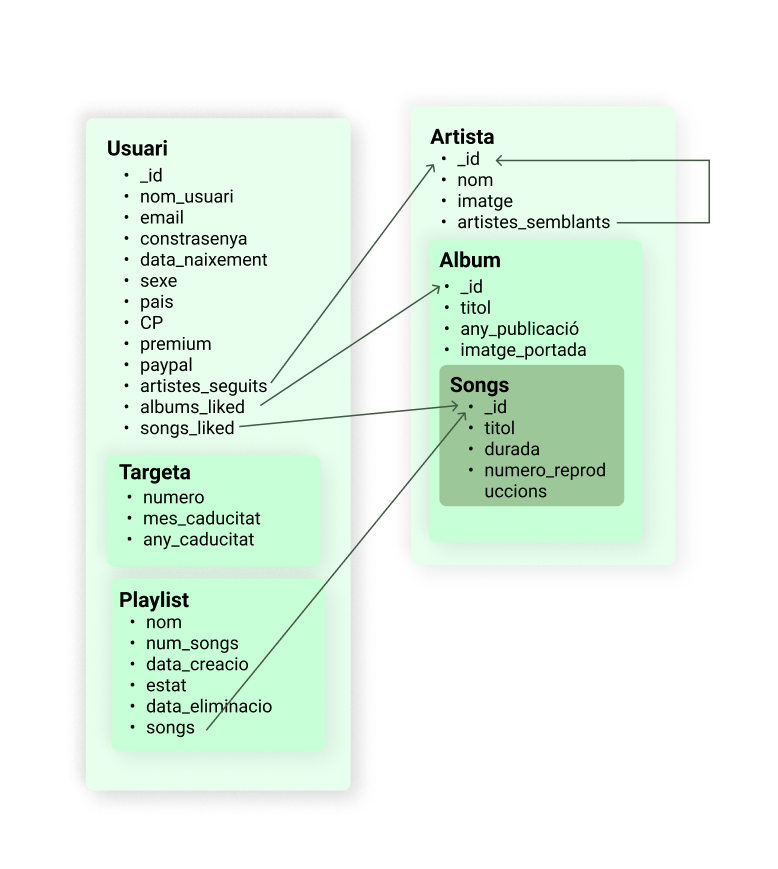 Usuari
• _id
• nom_usuari
• email
• constrasenya
• data_naixement
• sexe
• pais
• CP
• premium
• paypal
• artistes_seguits
• albums_liked
• songs_liked
Targeta
• numero
• mes_caducitat
• any_caducitat
Playlist
• nom
• num_songs
• data_creacio
• estat
• data_eliminacio
• songs
Artista
• _id
• nom
• imatge
• artistes_semblants
Album
• _id
• titol
• any_publicació
• imatge_portada
Songs
• _id
• titol
• durada
• numero_reprod
uccions